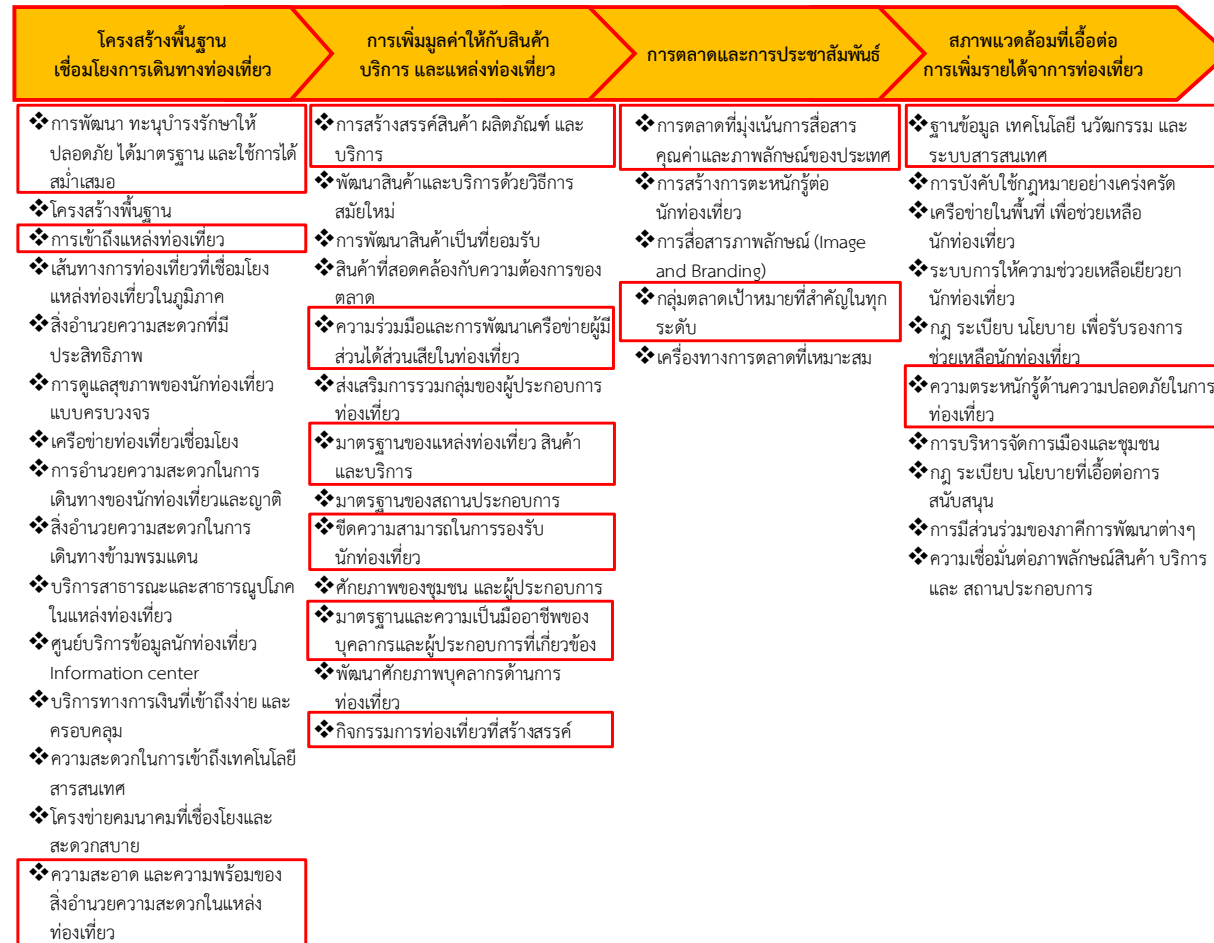 โครงสร้างพื้นฐาน
เชื่อมโยงการเดินทางท่องเที่ยว
การเพิ่มมูลค่าให้กับสินค้า
บริการ และแหล่งท่องเที่ยว
การตลาดและการประชาสัมพันธ์
สภาพแวดล้อมที่เอื้อต่อ
การเพิ่มรายได้จากการท่องเที่ยว
❖การพัฒนา ทะนุบำรุงรักษาให้
ปลอดภัย ได้มาตรฐาน และใช้การได้
สม่ำเสมอ
❖โครงสร้างพื้นฐาน
❖การเข้าถึงแหล่งท่องเที่ยว
❖เส้นทางการท่องเที่ยวที่เชื่อมโยง
แหล่งท่องเที่ยวในภูมิภาค
❖สิ่งอำนวยความสะดวกที่มี
ประสิทธิภาพ
❖การดูแลสุขภาพของนักท่องเที่ยว
แบบครบวงจร
❖เครือข่ายท่องเที่ยวเชื่อมโยง
❖การอำนวยความสะดวกในการ
เดินทางของนักท่องเที่ยวและญาติ
❖สิ่งอำนวยความสะดวกในการ
เดินทางข้ามพรมแดน
❖บริการสาธารณะและสาธารณูปโภค
ในแหล่งท่องเที่ยว
❖ศูนย์บริการข้อมูลนักท่องเที่ยว
Information center
❖บริการทางการเงินที่เข้าถึงง่าย และ
ครอบคลุม
❖ความสะดวกในการเข้าถึงเทคโนโลยี
สารสนเทศ
❖โครงข่ายคมนาคมที่เชื่องโยงและ
สะดวกสบาย
❖ความสะอาด และความพร้อมของ
สิ่งอำนวยความสะดวกในแหล่ง
ท่องเที่ยว
❖การสร้างสรรค์สินค้า ผลิตภัณฑ์ และ
บริการ
❖พัฒนาสินค้าและบริการด้วยวิธีการ
สมัยใหม่
❖การพัฒนาสินค้าเป็นที่ยอมรับ
❖สินค้าที่สอดคล้องกับความต้องการของ
ตลาด
❖ความร่วมมือและการพัฒนาเครือข่ายผู้มี
ส่วนได้ส่วนเสียในท่องเที่ยว
❖ส่งเสริมการรวมกลุ่มของผู้ประกอบการ
ท่องเที่ยว
❖มาตรฐานของแหล่งท่องเที่ยว สินค้า
และบริการ
❖มาตรฐานของสถานประกอบการ
❖ขีดความสามารถในการรองรับ
นักท่องเที่ยว
❖ศักยภาพของชุมชน และผู้ประกอบการ
❖มาตรฐานและความเป็นมืออาชีพของ
บุคลากรและผู้ประกอบการที่เกี่ยวข้อง
❖พัฒนาศักยภาพบุคลากรด้านการ
ท่องเที่ยว
❖กิจกรรมการท่องเที่ยวที่สร้างสรรค์
❖การตลาดที่มุ่งเน้นการสื่อสาร
คุณค่าและภาพลักษณ์ของประเทศ
❖การสร้างการตะหนักรู้ต่อ
นักท่องเที่ยว
❖การสื่อสารภาพลักษณ์ (Image
and Branding)
❖กลุ่มตลาดเป้าหมายที่สำคัญในทุก
ระดับ
❖เครื่องทางการตลาดที่เหมาะสม
❖ฐานข้อมูล เทคโนโลยี นวัตกรรม และ
ระบบสารสนเทศ
❖การบังคับใช้กฎหมายอย่างเคร่งครัด
❖เครือข่ายในพื้นที่ เพื่อช่วยเหลือ
นักท่องเที่ยว
❖ระบบการให้ความช่ววยเหลือเยียวยา
นักท่องเที่ยว
❖กฎ ระเบียบ นโยบาย เพื่อรับรองการ
ช่วยเหลือนักท่องเที่ยว
❖ความตระหนักรู้ด้านความปลอดภัยในการ
ท่องเที่ยว
❖การบริหารจัดการเมืองและชุมชน
❖กฎ ระเบียบ นโยบายที่เอื้อต่อการ
สนับสนุน
❖การมีส่วนร่วมของภาคีการพัฒนาต่างๆ
❖ความเชื่อมั่นต่อภาพลักษณ์สินค้า บริการ
และ สถานประกอบการ